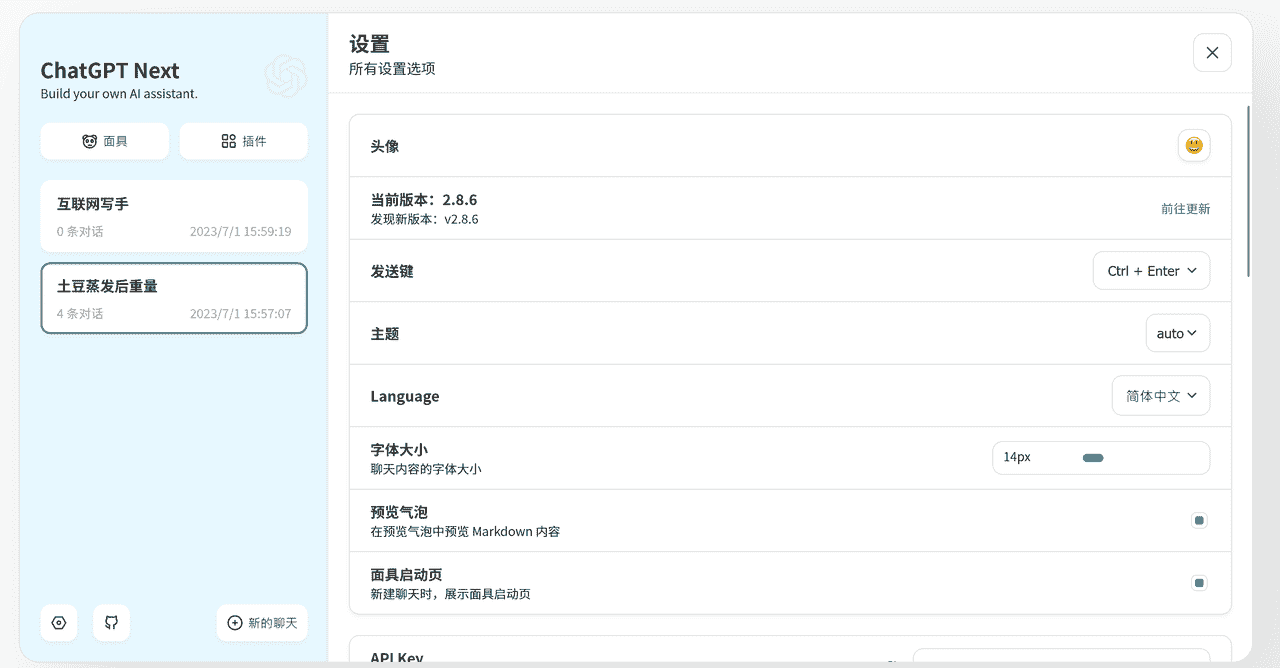 ChatGPT Next
Build your own AI assistant.
面具
插件
互联网写手
0 条对话 2023/7/1 15:59:19
土豆蒸发后重量
4 条对话 2023/7/1 15:57:07
新的聊天
设置
所有设置选项
头像
当前版本：2.8.6
发现新版本：v2.8.6
前往更新
发送键
Ctrl + Enter
主题
auto
Language
简体中文
字体大小
聊天内容的字体大小
14px
预览气泡
在预览气泡中预览 Markdown 内容
面具启动页
新建聊天时，展示面具启动页
API Key